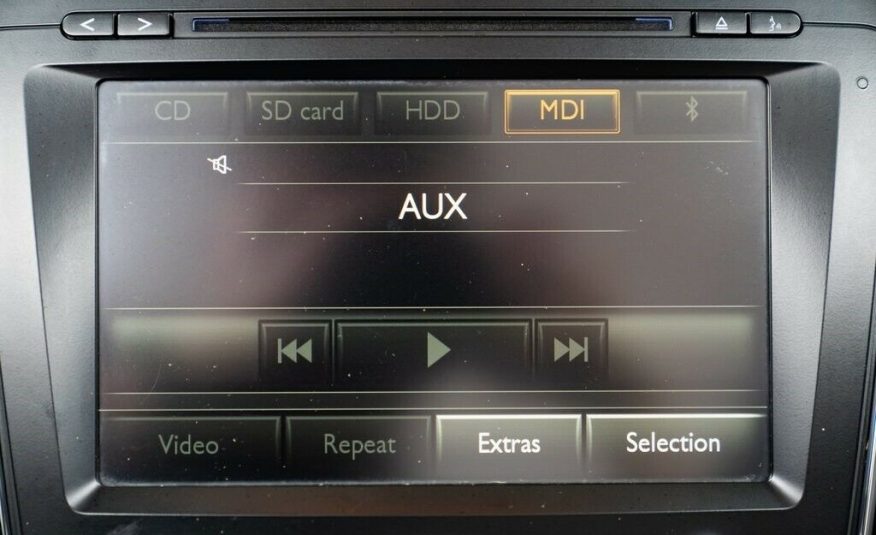 < >
CD SD card HDD MDI
AUX
Video Repeat Extras Selection